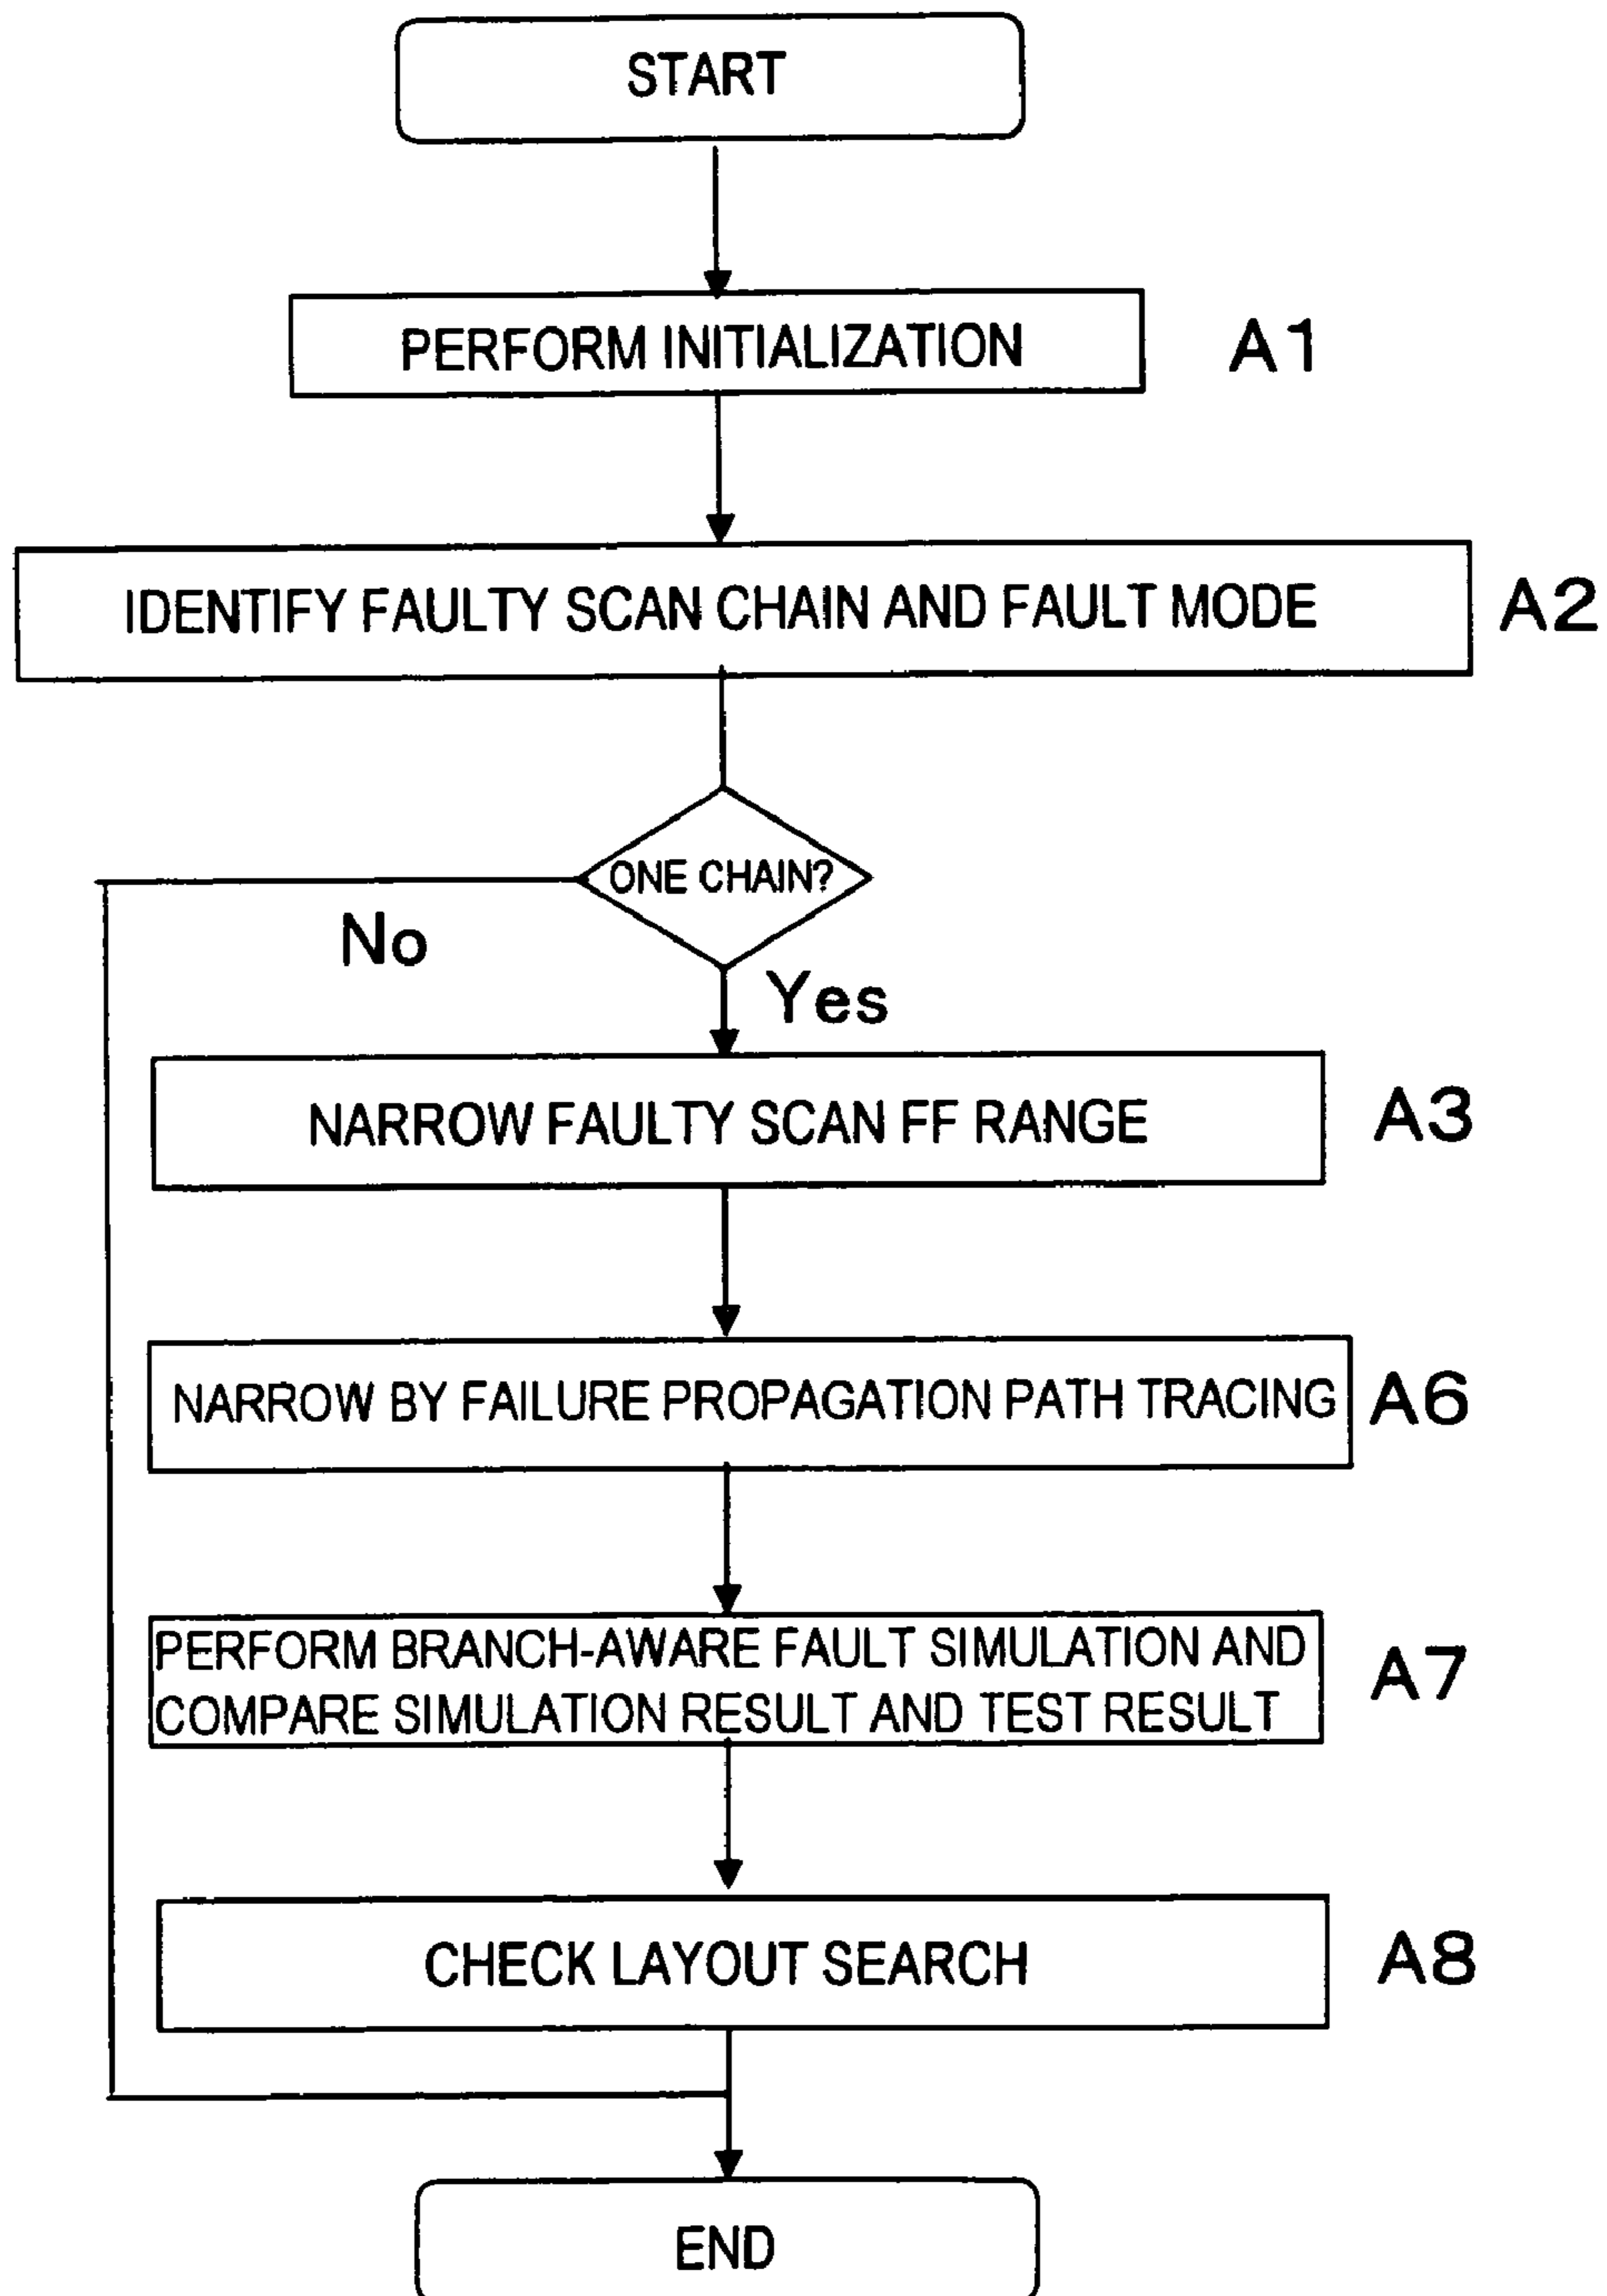 START
PERFORM INITIALIZATION
A1
IDENTIFY FAULTY SCAN CHAIN AND FAULT MODE
A2
ONE CHAIN?
No
Yes
NARROW FAULTY SCAN FF RANGE
A3
NARROW BY FAILURE PROPAGATION PATH TRACING
A6
PERFORM BRANCH-AWARE FAULT SIMULATION AND
COMPARE SIMULATION RESULT AND TEST RESULT
A7
CHECK LAYOUT SEARCH
A8
END